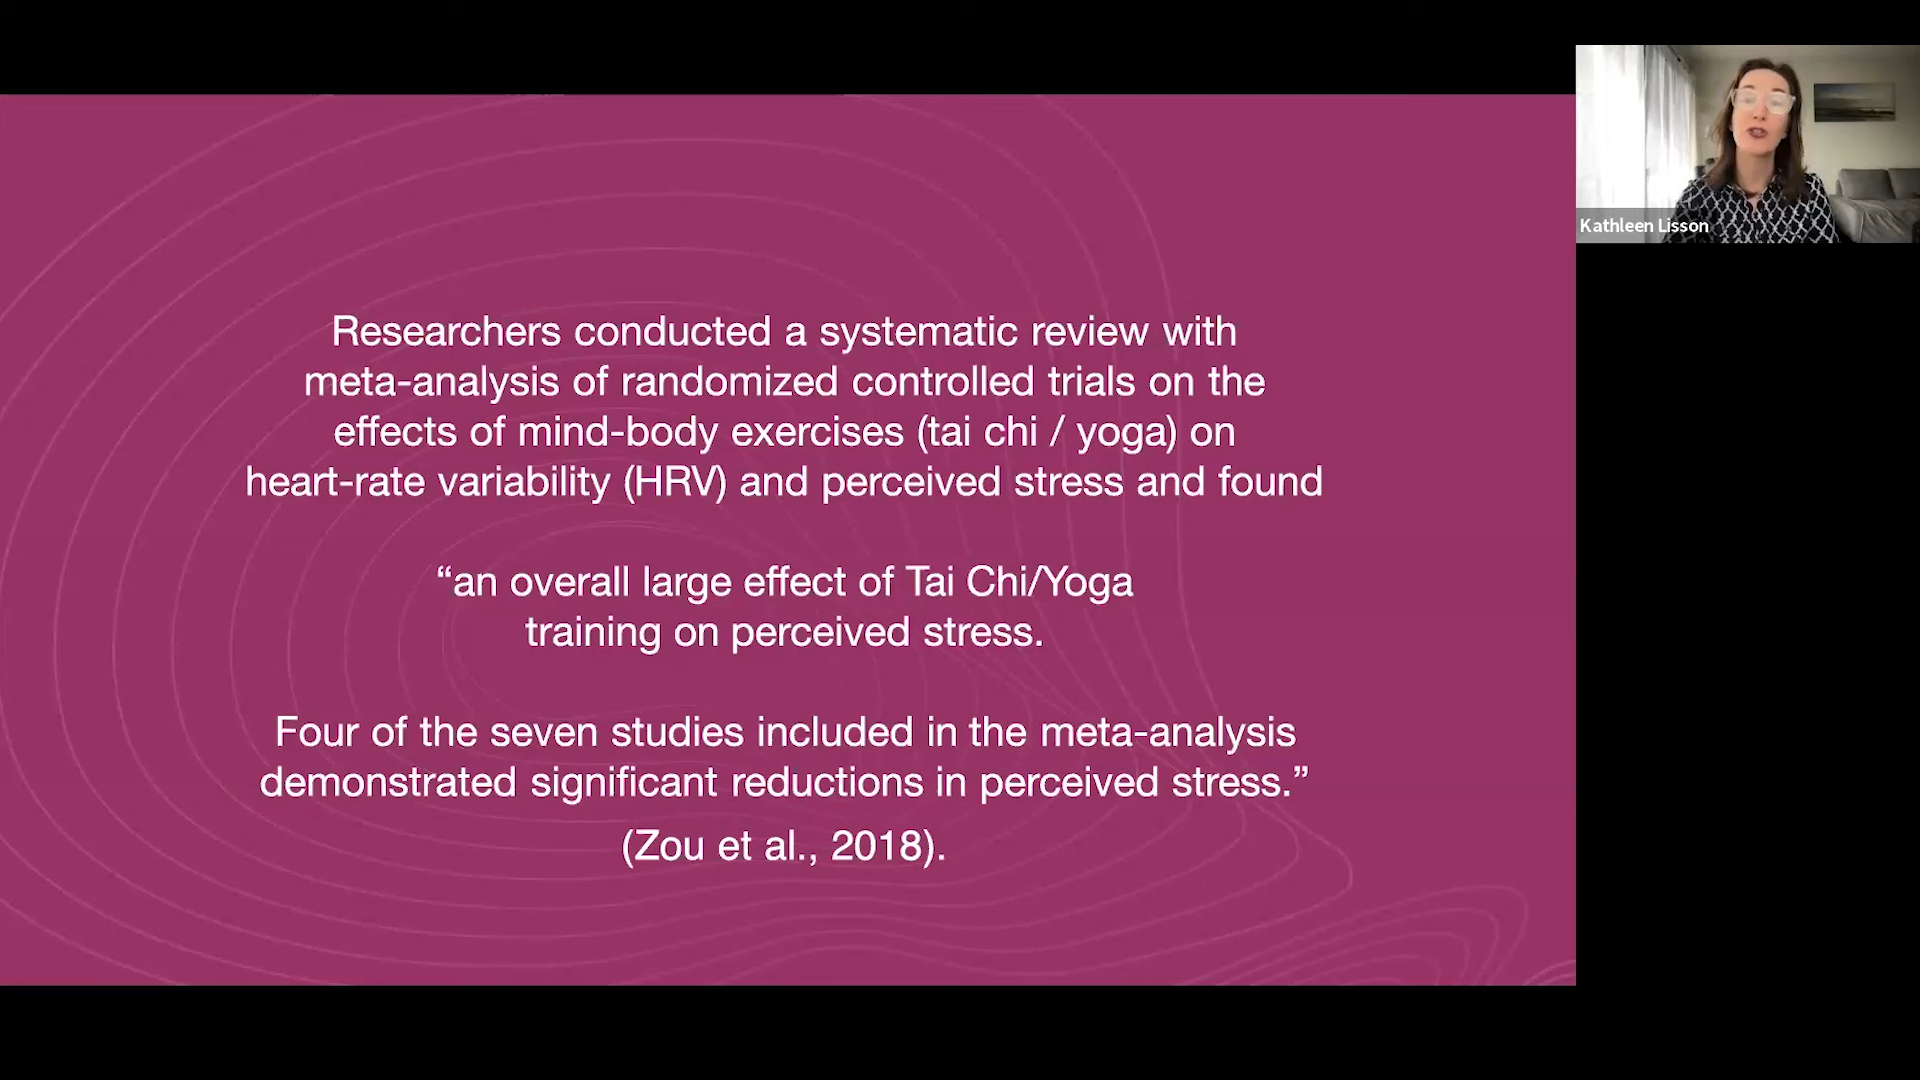 Researchers conducted a systematic review with
meta-analysis of randomized controlled trials on the
effects of mind-body exercises (tai chi / yoga) on
heart-rate variability (HRV) and perceived stress and found
“an overall large effect of Tai Chi/Yoga
training on perceived stress.
Four of the seven studies included in the meta-analysis
demonstrated significant reductions in perceived stress.”
(Zou et al., 2018).
Kathleen Lisson